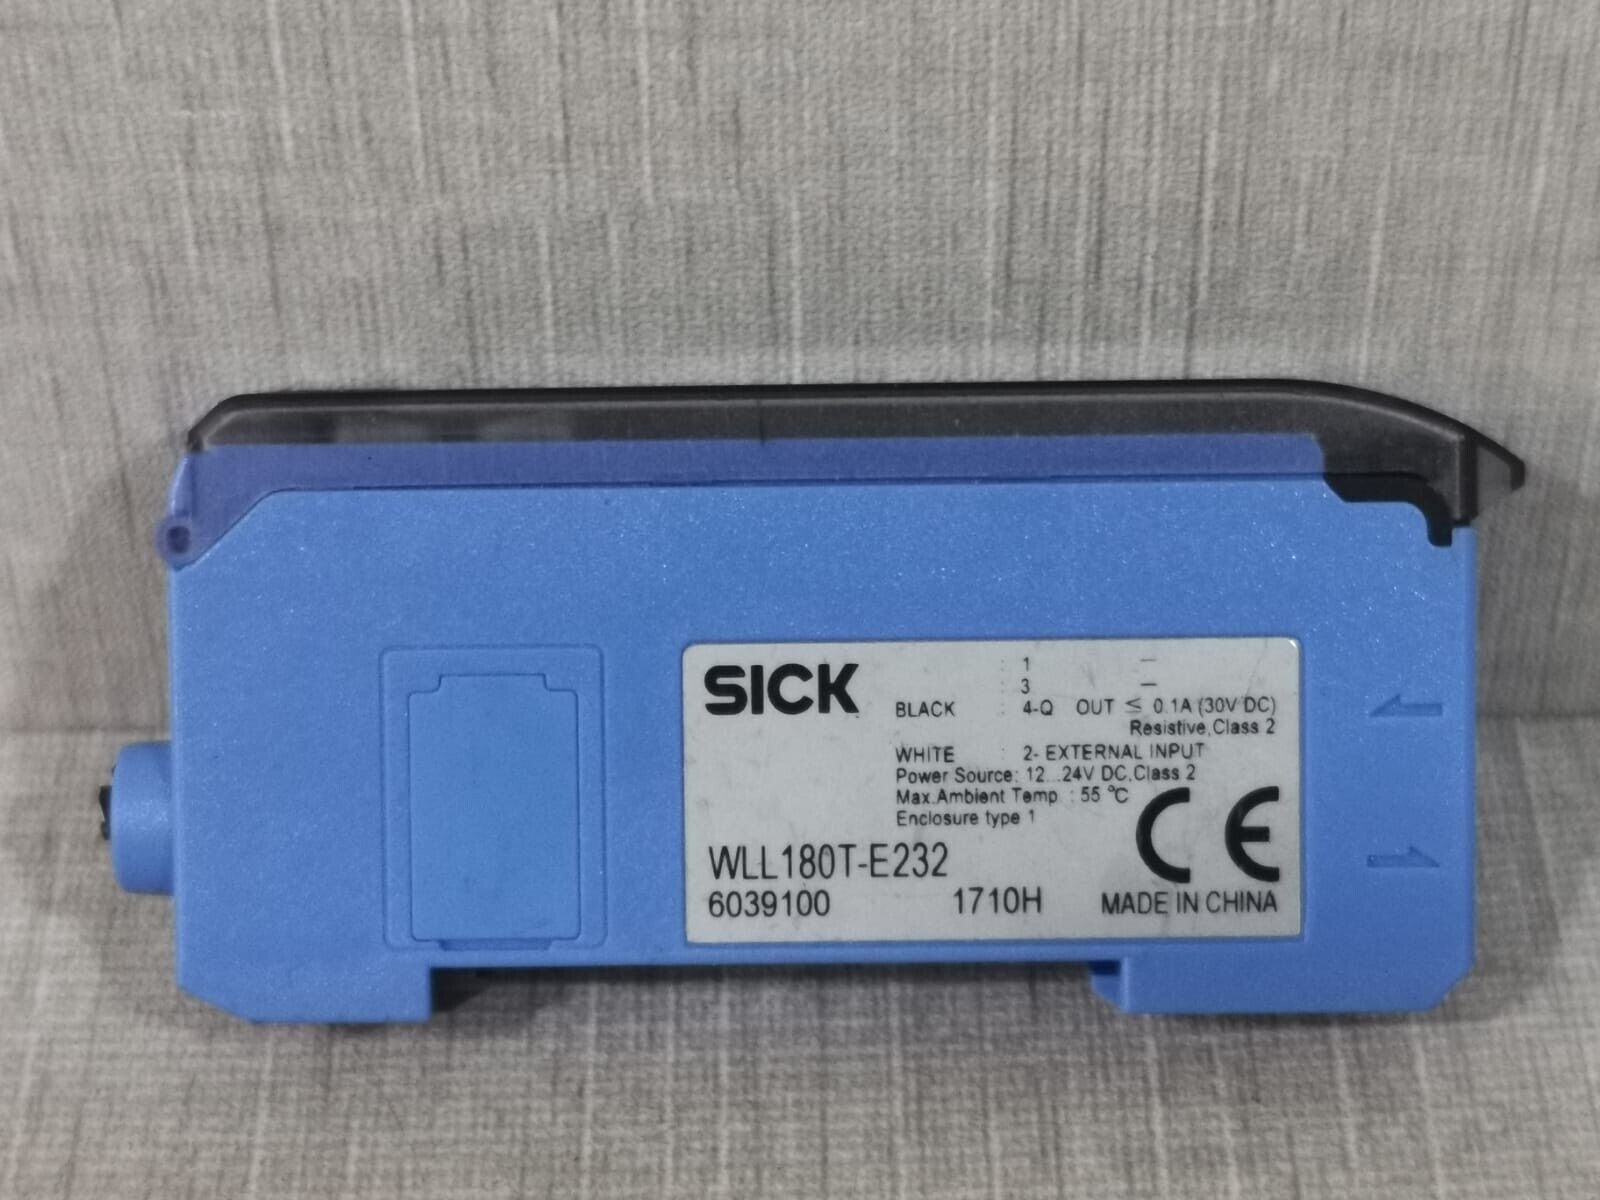 SICK
: 1 —
: 3 —
BLACK : 4-Q OUT ≤ 0.1A (30V DC)
Resistive,Class 2
WHITE : 2- EXTERNAL INPUT
Power Source: 12...24V DC,Class 2
Max.Ambient Temp : 55 °C
Enclosure type 1
CE
WLL180T-E232
6039100 1710H MADE IN CHINA